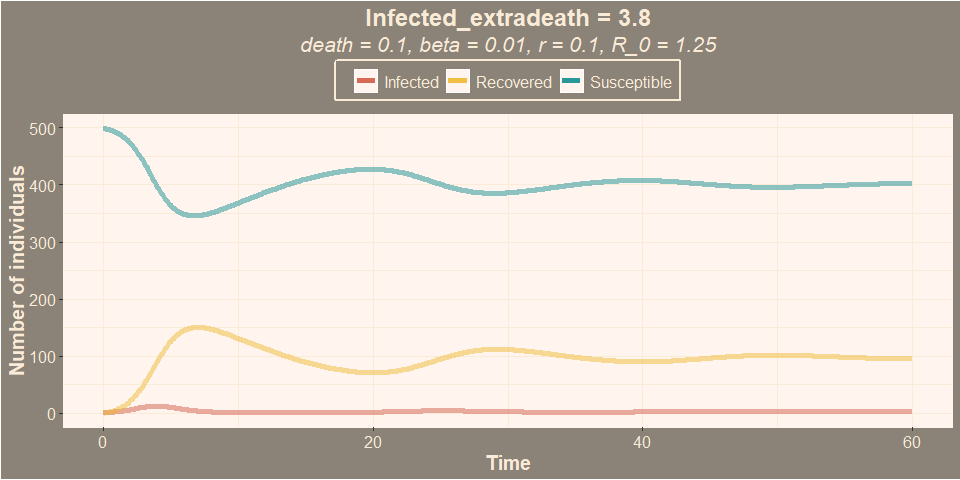 Infected_extradeath = 3.8
death = 0.1, beta = 0.01, r = 0.1, R_0 = 1.25
Infected Recovered Susceptible
Number of individuals
500
400
300
200
100
0
0 20 40 60
Time